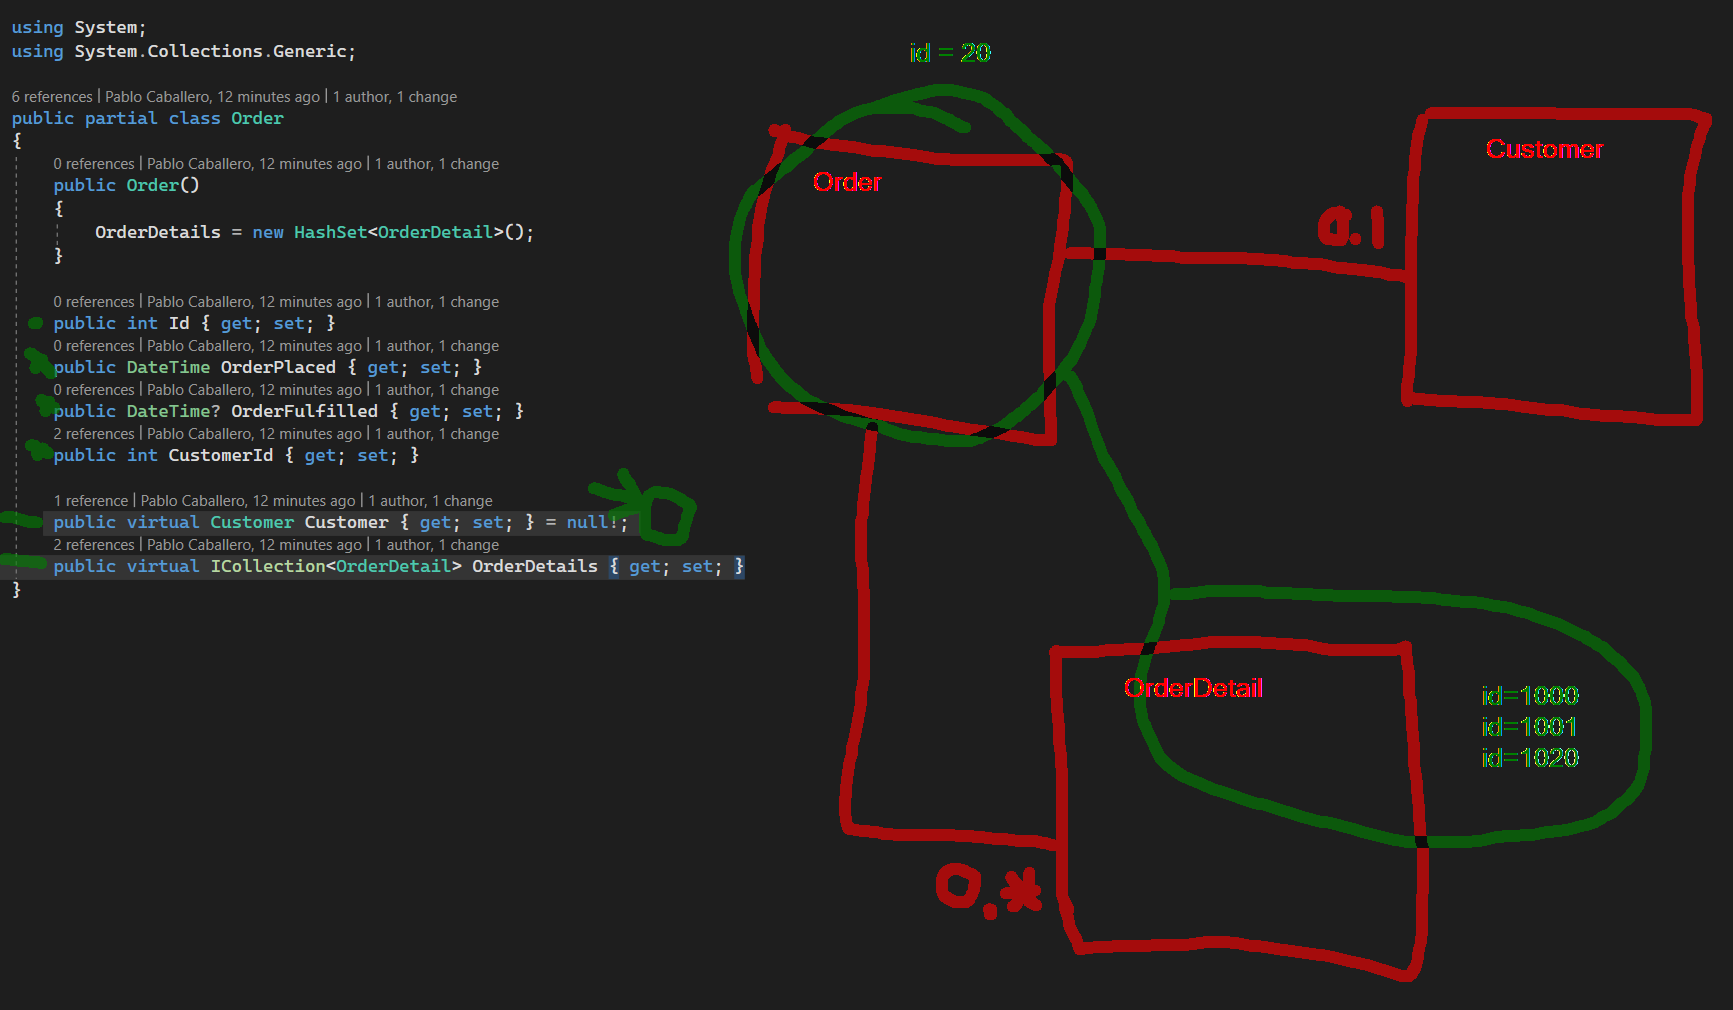 using System;
using System.Collections.Generic;
6 references | Pablo Caballero, 12 minutes ago | 1 author, 1 change
public partial class Order
{
0 references | Pablo Caballero, 12 minutes ago | 1 author, 1 change
public Order()
{
OrderDetails = new HashSet<OrderDetail>();
}
0 references | Pablo Caballero, 12 minutes ago | 1 author, 1 change
public int Id { get; set; }
0 references | Pablo Caballero, 12 minutes ago | 1 author, 1 change
public DateTime OrderPlaced { get; set; }
0 references | Pablo Caballero, 12 minutes ago | 1 author, 1 change
public DateTime? OrderFulfilled { get; set; }
2 references | Pablo Caballero, 12 minutes ago | 1 author, 1 change
public int CustomerId { get; set; }
1 reference | Pablo Caballero, 12 minutes ago | 1 author, 1 change
public virtual Customer Customer { get; set; } = null!;
2 references | Pablo Caballero, 12 minutes ago | 1 author, 1 change
public virtual ICollection<OrderDetail> OrderDetails { get; set; }
}
id = 20
Order
Customer
0.1
OrderDetail
id=1000
id=1001
id=1020
0.*